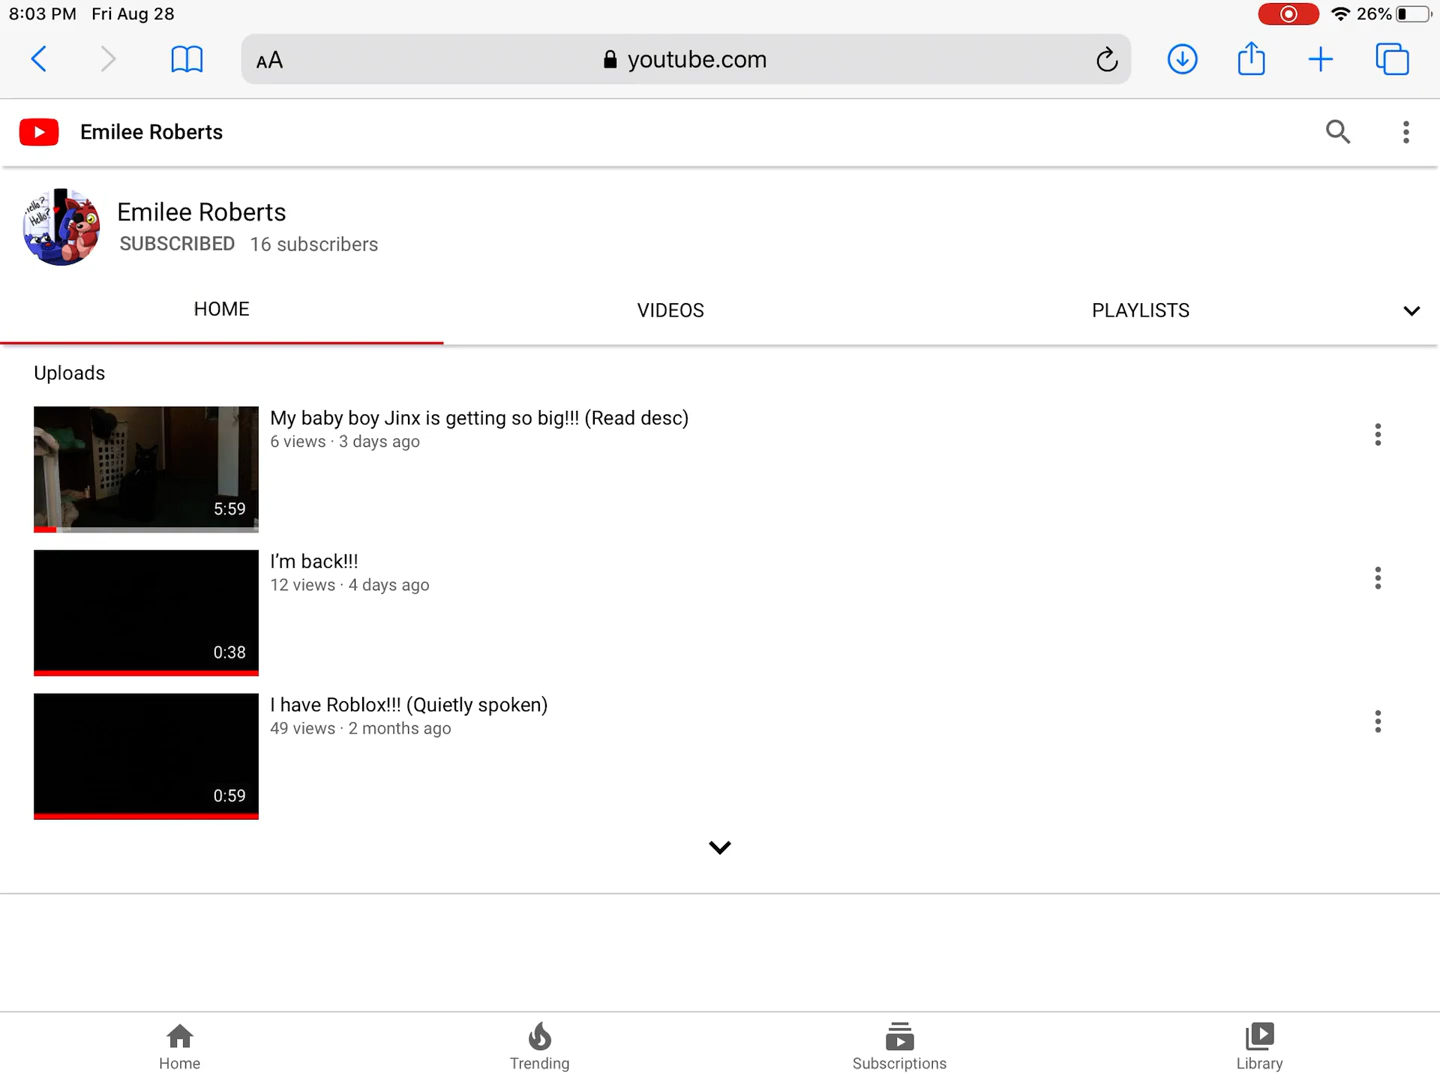 8:03 PM Fri Aug 28
26%
AA
youtube.com
Emilee Roberts
Emilee Roberts
SUBSCRIBED 16 subscribers
HOME
VIDEOS
PLAYLISTS
Uploads
My baby boy Jinx is getting so big!!! (Read desc)
6 views · 3 days ago
5:59
I’m back!!!
12 views · 4 days ago
0:38
I have Roblox!!! (Quietly spoken)
49 views · 2 months ago
0:59
Home
Trending
Subscriptions
Library